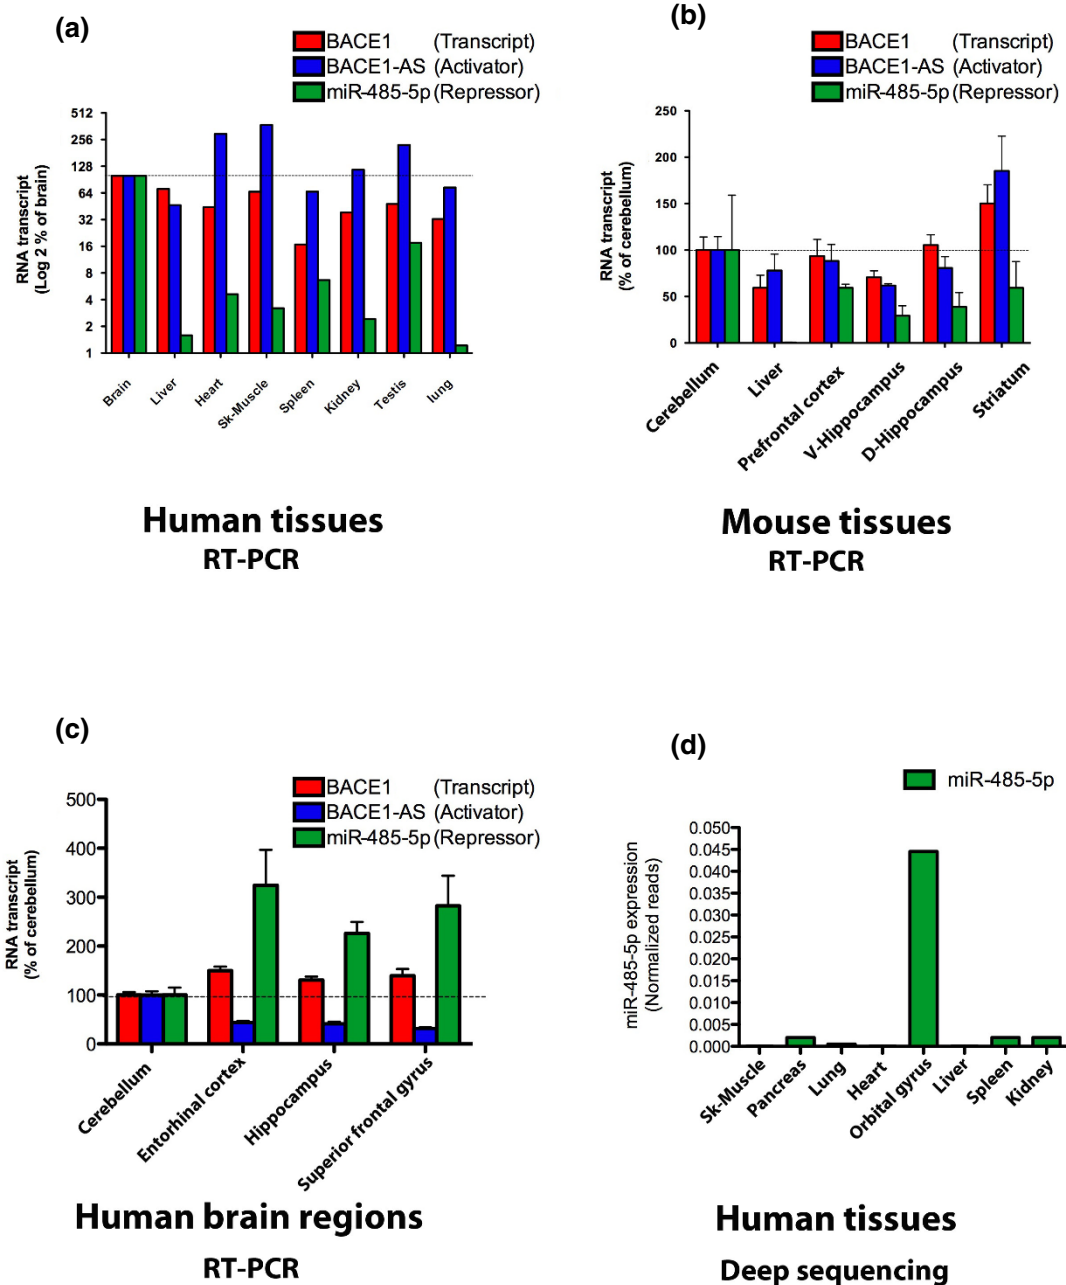 (a)
BACE1 (Transcript)
BACE1-AS (Activator)
miR-485-5p (Repressor)
RNA transcript
(Log 2 % of brain)
512
256
128
64
32
16
8
4
2
1
Brain
Liver
Heart
Sk-Muscle
Spleen
Kidney
Testis
lung
Human tissues
RT-PCR
(b)
BACE1 (Transcript)
BACE1-AS (Activator)
miR-485-5p (Repressor)
RNA transcript
(% of cerebellum)
250
200
150
100
50
0
Cerebellum
Liver
Prefrontal cortex
V-Hippocampus
D-Hippocampus
Striatum
Mouse tissues
RT-PCR
(c)
BACE1 (Transcript)
BACE1-AS (Activator)
miR-485-5p (Repressor)
RNA transcript
(% of cerebellum)
500
400
300
200
100
0
Cerebellum
Entorhinal cortex
Hippocampus
Superior frontal gyrus
Human brain regions
RT-PCR
(d)
miR-485-5p
miR-485-5p expression
(Normalized reads)
0.050
0.045
0.040
0.035
0.030
0.025
0.020
0.015
0.010
0.005
0.000
Sk-Muscle
Pancreas
Lung
Heart
Orbital gyrus
Liver
Spleen
Kidney
Human tissues
Deep sequencing